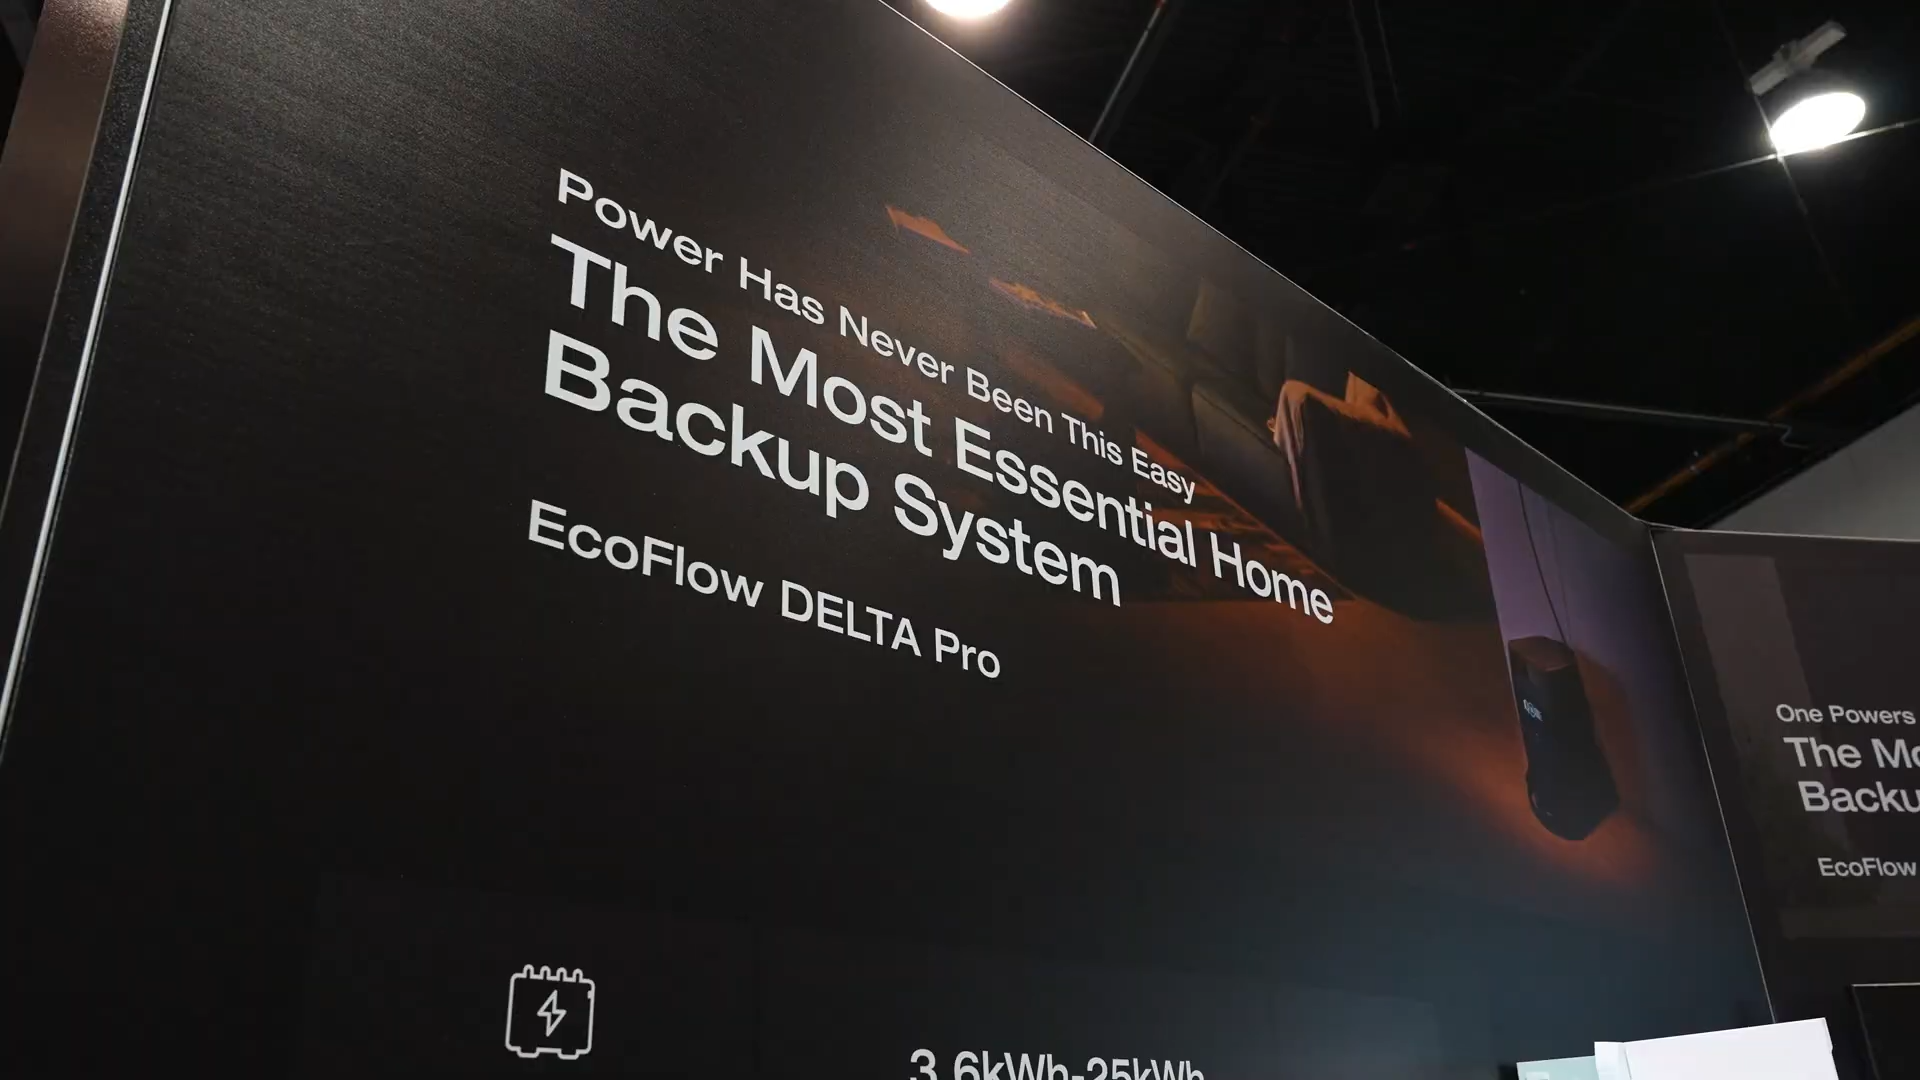 Power Has Never Been This Easy
The Most Essential Home
Backup System
EcoFlow DELTA Pro
3.6kWh-25kWh
One Powers
The Mo
Backu
EcoFlow